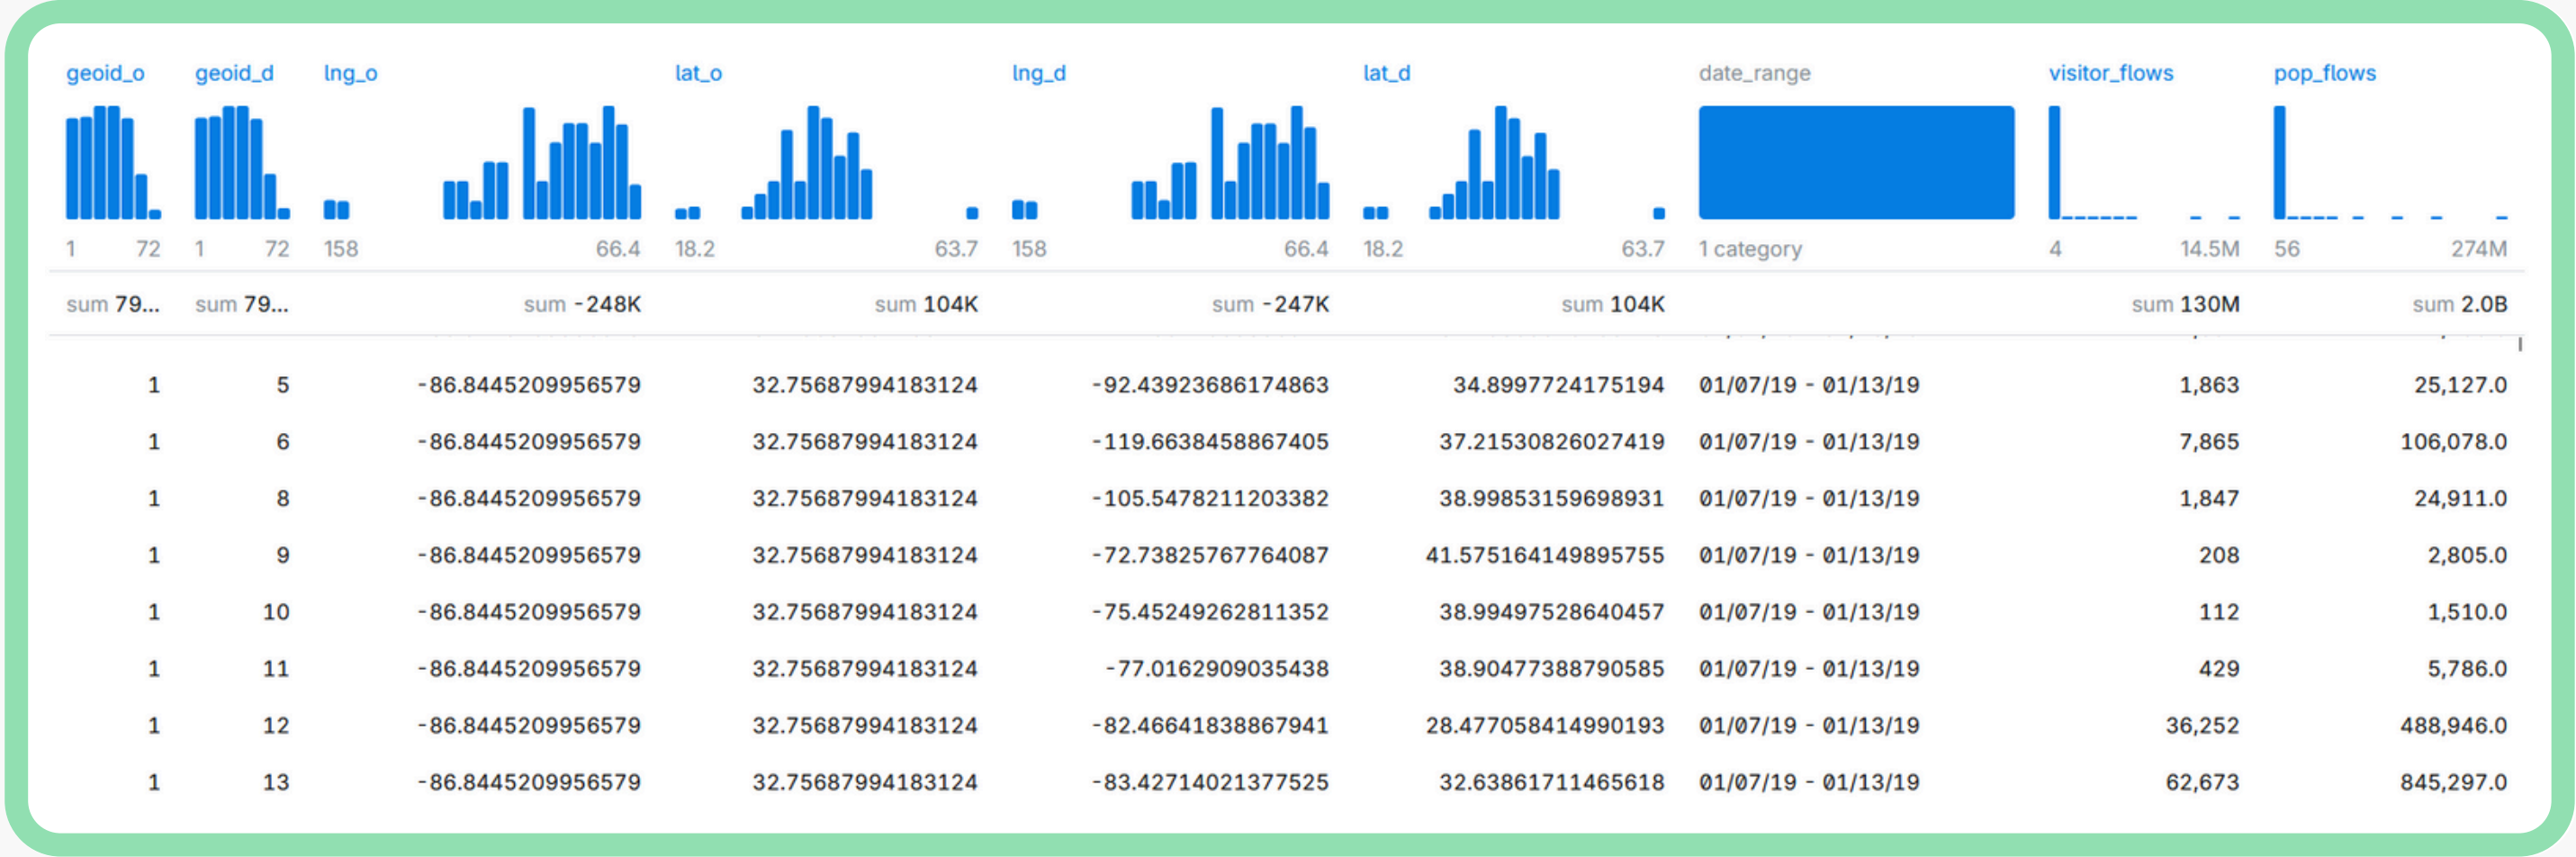 geoid_o geoid_d lng_o lat_o lng_d lat_d date_range visitor_flows pop_flows
1 72 1 72 158 66.4 18.2 63.7 158 66.4 18.2 63.7 1 category 4 14.5M 56 274M
sum 79... sum 79... sum -248K sum 104K sum -247K sum 104K sum 130M sum 2.0B
1 5 -86.8445209956579 32.75687994183124 -92.43923686174863 34.8997724175194 01/07/19 - 01/13/19 1,863 25,127.0
1 6 -86.8445209956579 32.75687994183124 -119.6638458867405 37.21530826027419 01/07/19 - 01/13/19 7,865 106,078.0
1 8 -86.8445209956579 32.75687994183124 -105.5478211203382 38.99853159698931 01/07/19 - 01/13/19 1,847 24,911.0
1 9 -86.8445209956579 32.75687994183124 -72.73825767764087 41.575164149895755 01/07/19 - 01/13/19 208 2,805.0
1 10 -86.8445209956579 32.75687994183124 -75.45249262811352 38.99497528640457 01/07/19 - 01/13/19 112 1,510.0
1 11 -86.8445209956579 32.75687994183124 -77.0162909035438 38.90477388790585 01/07/19 - 01/13/19 429 5,786.0
1 12 -86.8445209956579 32.75687994183124 -82.46641838867941 28.477058414990193 01/07/19 - 01/13/19 36,252 488,946.0
1 13 -86.8445209956579 32.75687994183124 -83.42714021377525 32.63861711465618 01/07/19 - 01/13/19 62,673 845,297.0